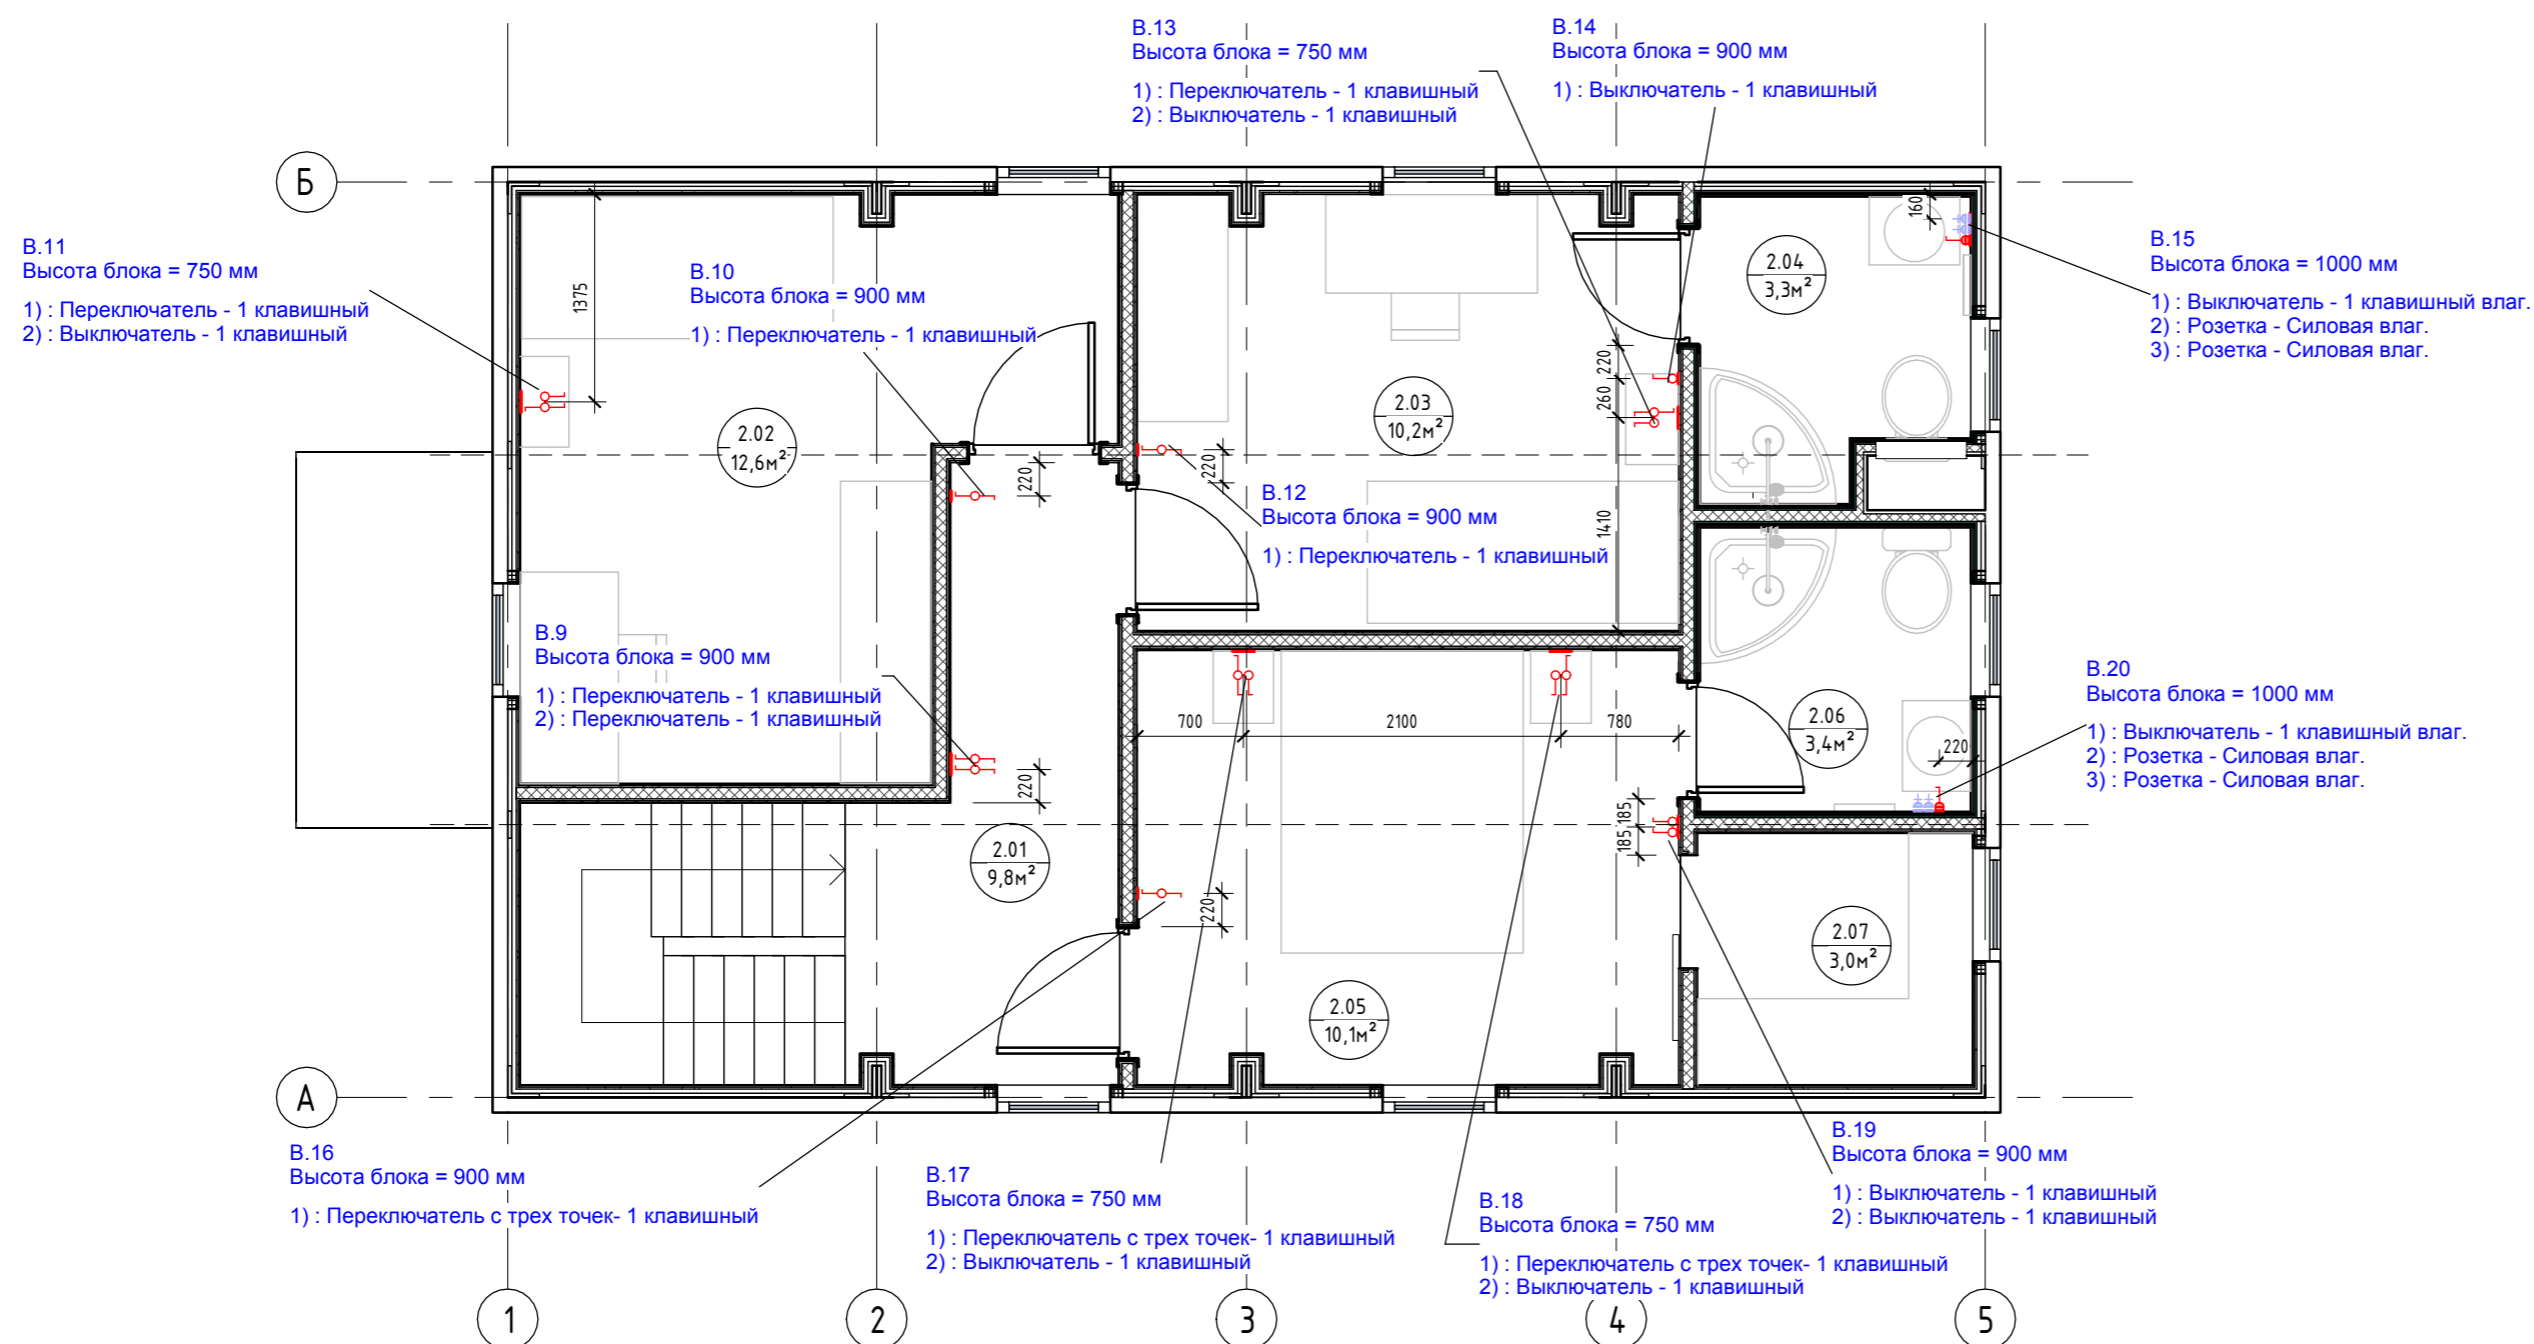 В.13
Высота блока = 750 мм
1) : Переключатель - 1 клавишный
2) : Выключатель - 1 клавишный
В.14
Высота блока = 900 мм
1) : Выключатель - 1 клавишный
Б
В.11
Высота блока = 750 мм
1) : Переключатель - 1 клавишный
2) : Выключатель - 1 клавишный
1375
В.10
Высота блока = 900 мм
1) : Переключатель - 1 клавишный
160
2.04
3,3м²
В.15
Высота блока = 1000 мм
1) : Выключатель - 1 клавишный влаг.
2) : Розетка - Силовая влаг.
3) : Розетка - Силовая влаг.
220
260
2.03
10,2м²
2.02
12,6м²
220
220
В.12
Высота блока = 900 мм
1) : Переключатель - 1 клавишный
1410
В.9
Высота блока = 900 мм
1) : Переключатель - 1 клавишный
2) : Переключатель - 1 клавишный
220
700
2100
780
2.06
3,4м²
220
В.20
Высота блока = 1000 мм
1) : Выключатель - 1 клавишный влаг.
2) : Розетка - Силовая влаг.
3) : Розетка - Силовая влаг.
185
185
2.01
9,8м²
220
2.07
3,0м²
2.05
10,1м²
А
В.16
Высота блока = 900 мм
1) : Переключатель с трех точек- 1 клавишный
В.17
Высота блока = 750 мм
1) : Переключатель с трех точек- 1 клавишный
2) : Выключатель - 1 клавишный
В.18
Высота блока = 750 мм
1) : Переключатель с трех точек- 1 клавишный
2) : Выключатель - 1 клавишный
В.19
Высота блока = 900 мм
1) : Выключатель - 1 клавишный
2) : Выключатель - 1 клавишный
1
2
3
4
5